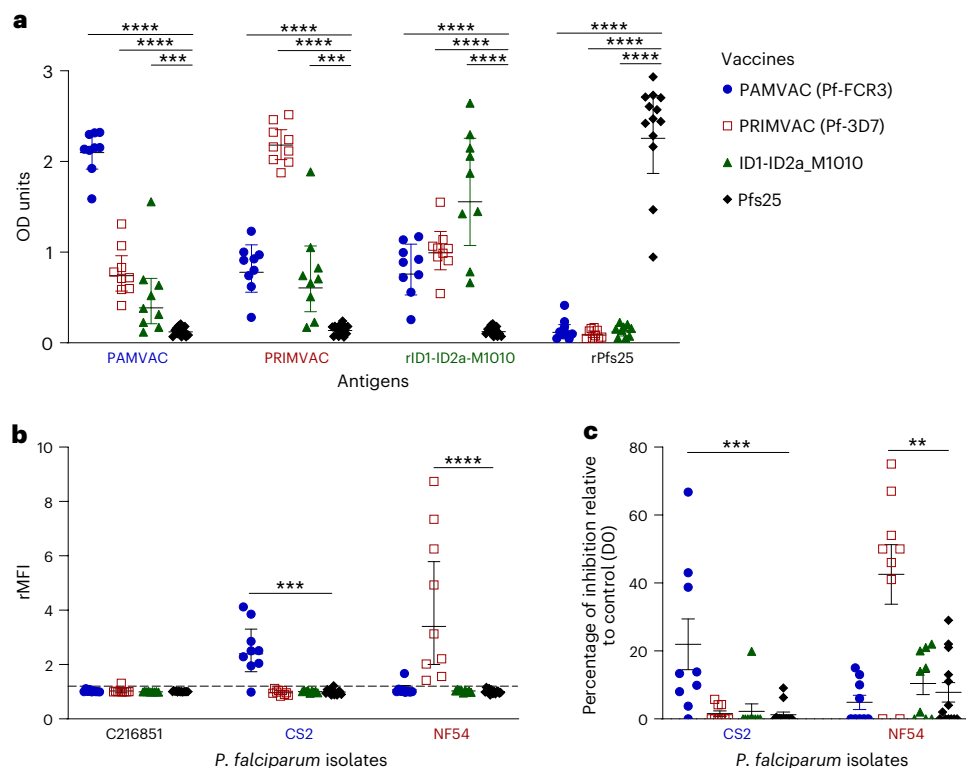 a
**** **** **** ****
**** **** **** ****
*** *** **** ****
3
2
1
0
OD units
PAMVAC PRIMVAC rID1-ID2a-M1010 rPfs25
Antigens
Vaccines
PAMVAC (Pf-FCR3)
PRIMVAC (Pf-3D7)
ID1-ID2a_M1010
Pfs25
b
10
8
6
4
2
0
rMFI
***
****
C216851 CS2 NF54
P. falciparum isolates
c
80
60
40
20
0
Percentage of inhibition relative
to control (D0)
***
**
CS2 NF54
P. falciparum isolates